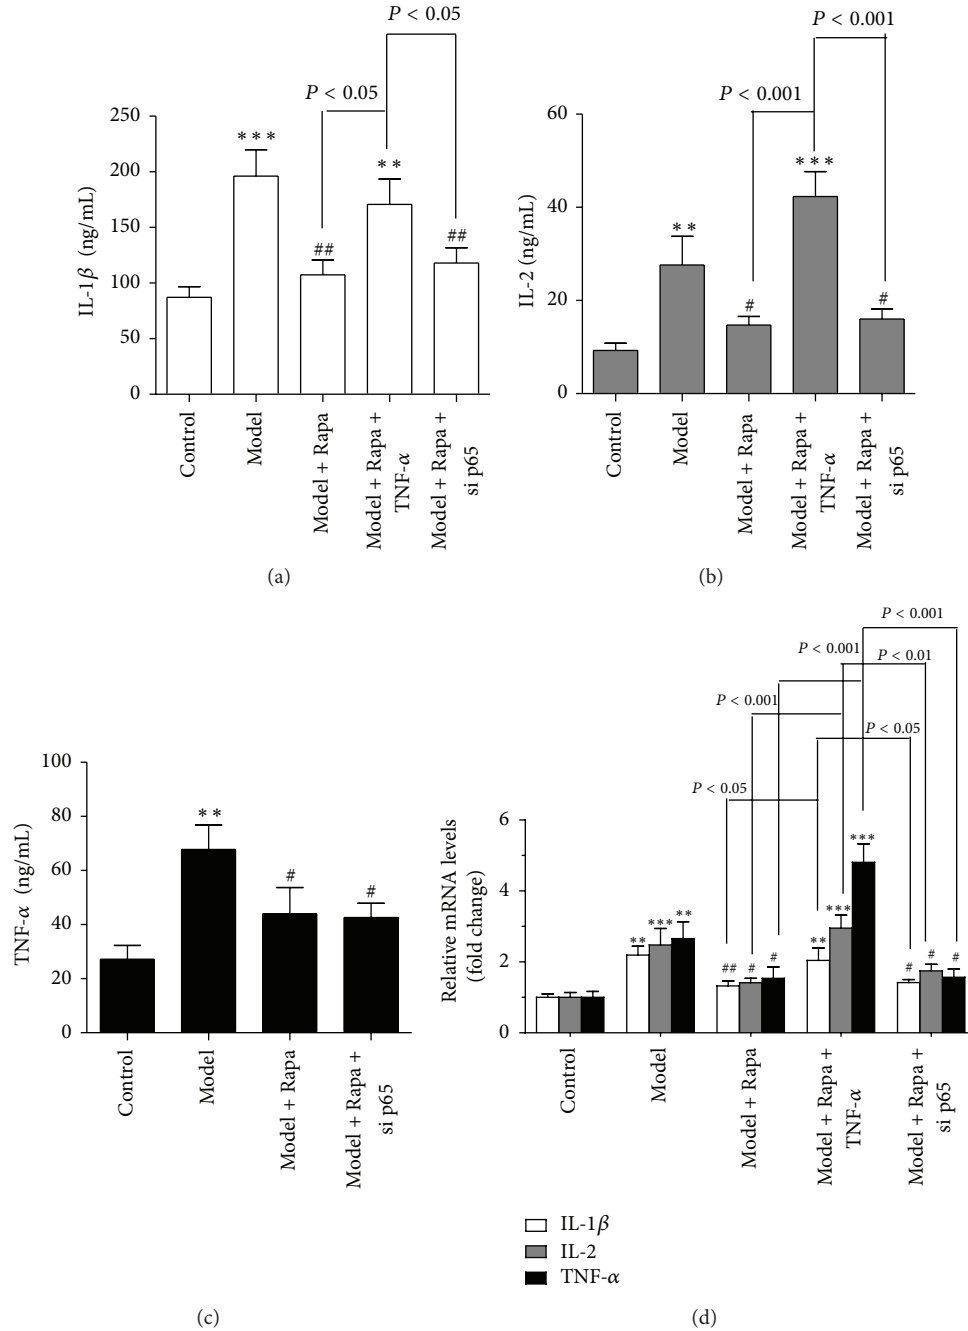 P < 0.05
P < 0.05
250
200
150
100
50
0
IL-1β (ng/mL)
***
##
**
##
Control
Model
Model + Rapa
Model + Rapa +
TNF-α
Model + Rapa +
si p65
(a)
P < 0.001
P < 0.001
60
40
20
0
IL-2 (ng/mL)
**
#
***
#
Control
Model
Model + Rapa
Model + Rapa +
TNF-α
Model + Rapa +
si p65
(b)
100
80
60
40
20
0
TNF-α (ng/mL)
**
#
#
Control
Model
Model + Rapa
Model + Rapa +
si p65
(c)
P < 0.001
P < 0.001
P < 0.01
P < 0.001
P < 0.05
P < 0.05
6
4
2
0
Relative mRNA levels
(fold change)
**
***
**
##
#
#
**
***
***
#
#
#
Control
Model
Model + Rapa
Model + Rapa +
TNF-α
Model + Rapa +
si p65
IL-1β
IL-2
TNF-α
(d)